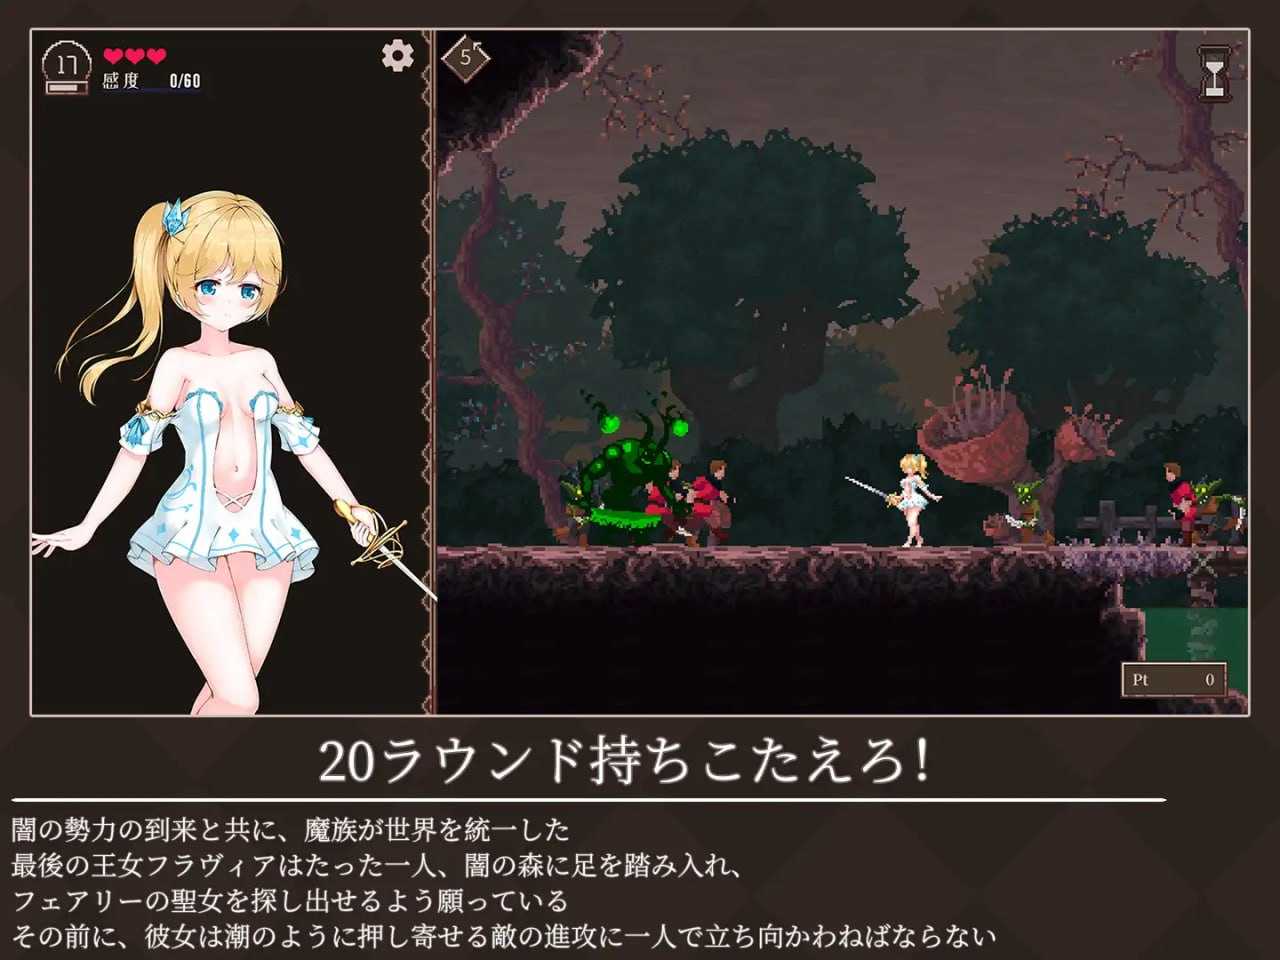 17
感度 0/60
5
Pt 0
20ラウンド持ちこたえろ!
闇の勢力の到来と共に、魔族が世界を統一した
最後の王女フラヴィアはたった一人、闇の森に足を踏み入れ、
フェアリーの聖女を探し出せるよう願っている
その前に、彼女は潮のように押し寄せる敵の進攻に一人で立ち向かわねばならない